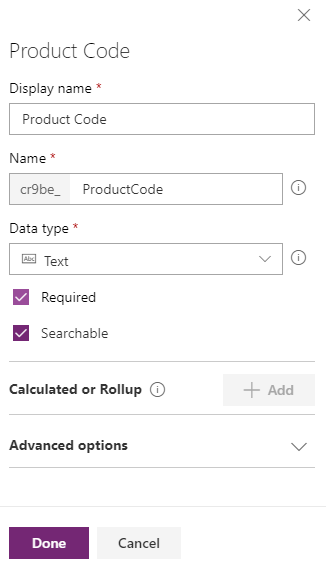 Product Code
Display name *
Product Code
Name *
cr9be_ ProductCode
Data type *
Abc Text
Required
Searchable
Calculated or Rollup
Add
Advanced options
Done Cancel